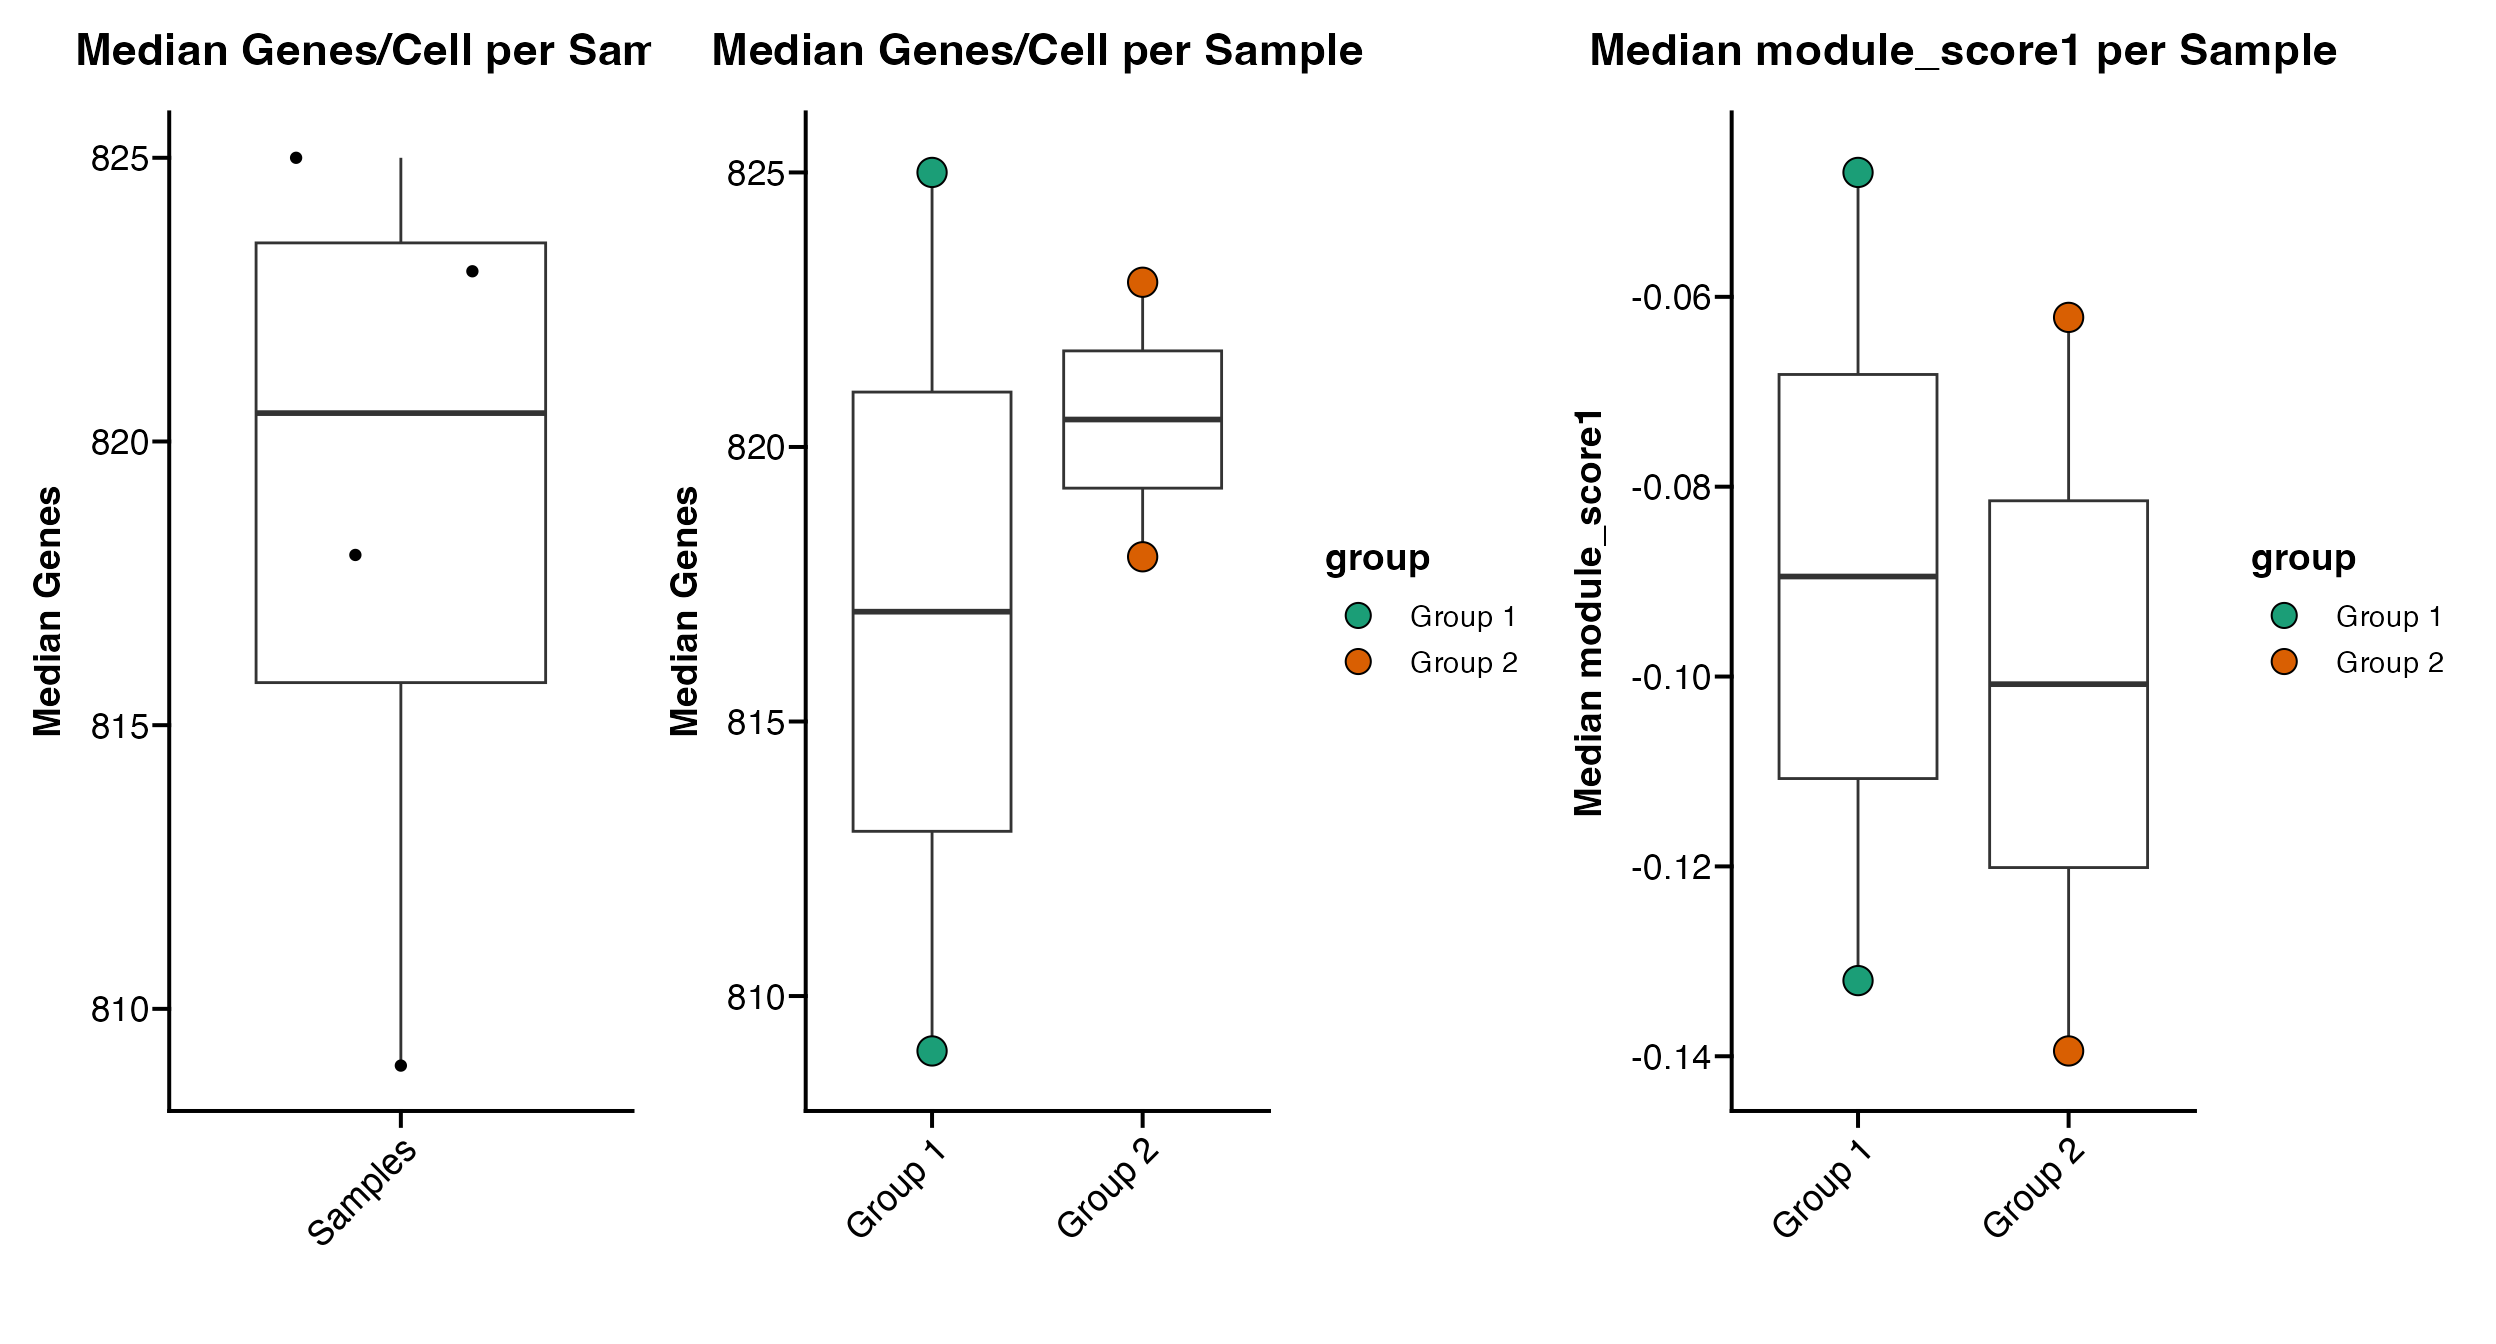 Median Genes/Cell per Sam
Median Genes
825
820
815
810
Samples
Median Genes/Cell per Sample
Median Genes
825
820
815
810
Group 1
Group 2
group
Group 1
Group 2
Median module_score1 per Sample
Median module_score1
-0.06
-0.08
-0.10
-0.12
-0.14
Group 1
Group 2
group
Group 1
Group 2